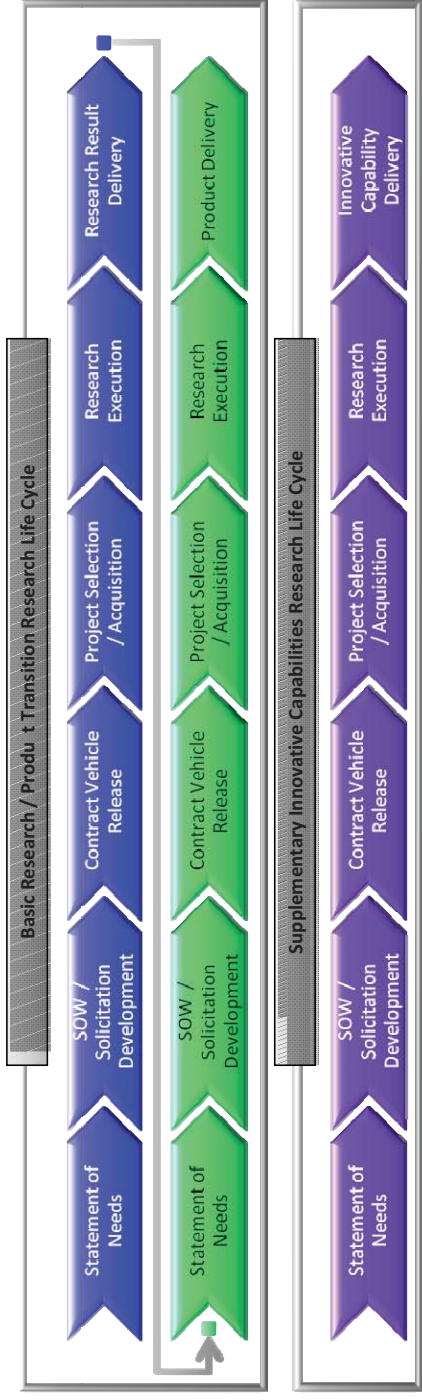 Basic Research / Produ t Transition Research Life Cycle
Statement of
Needs
SOW /
Solicitation
Development
Contract Vehicle
Release
Project Selection
/ Acquisition
Research
Execution
Research Result
Delivery
Statement of
Needs
SOW /
Solicitation
Development
Contract Vehicle
Release
Project Selection
/ Acquisition
Research
Execution
Product Delivery
Supplementary Innovative Capabilities Research Life Cycle
Statement of
Needs
SOW /
Solicitation
Development
Contract Vehicle
Release
Project Selection
/ Acquisition
Research
Execution
Innovative
Capability
Delivery